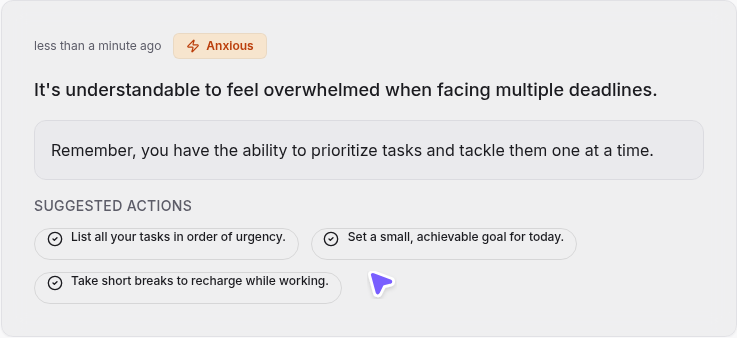 less than a minute ago
Anxious
It's understandable to feel overwhelmed when facing multiple deadlines.
Remember, you have the ability to prioritize tasks and tackle them one at a time.
SUGGESTED ACTIONS
List all your tasks in order of urgency.
Set a small, achievable goal for today.
Take short breaks to recharge while working.